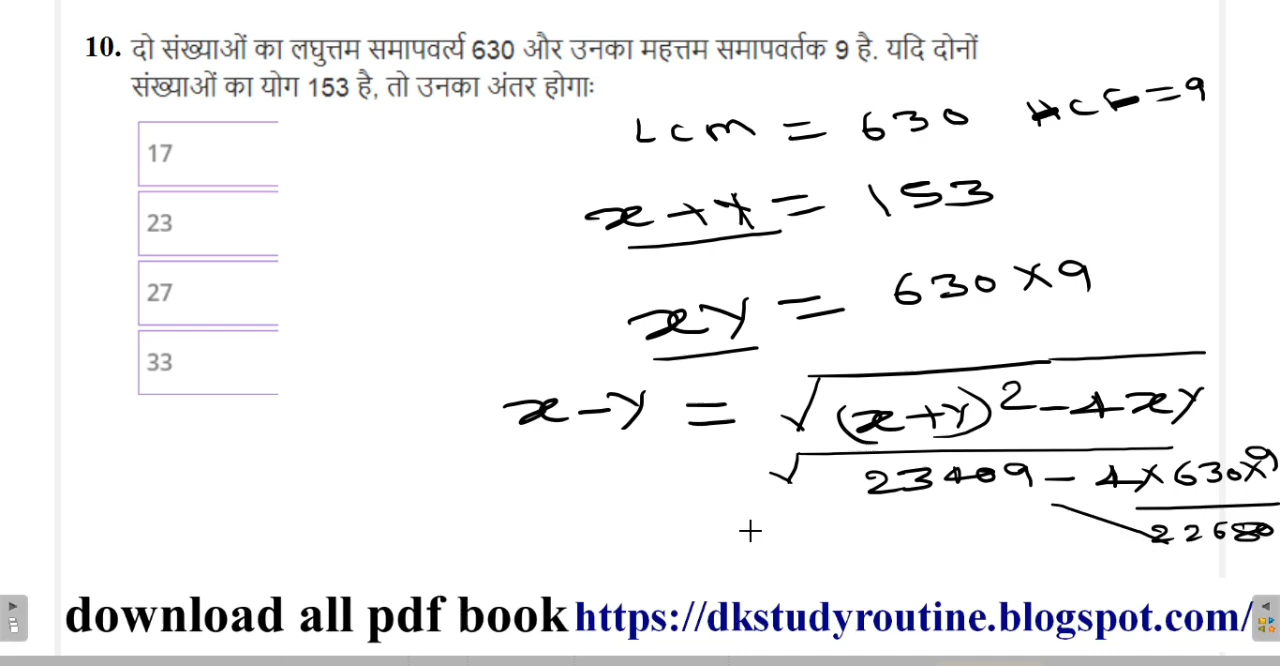 10. दो संख्याओं का लघुत्तम समापवर्त्य 630 और उनका महत्तम समापवर्तक 9 है. यदि दोनों
संख्याओं का योग 153 है, तो उनका अंतर होगाः
LCM = 630 HCF = 9
17
x + y = 153
23
xy = 630 × 9
27
33
x - y = √(x+y)2 - 4xy
√23409 - 4×630×9
22680
download all pdf book https://dkstudyroutine.blogspot.com/